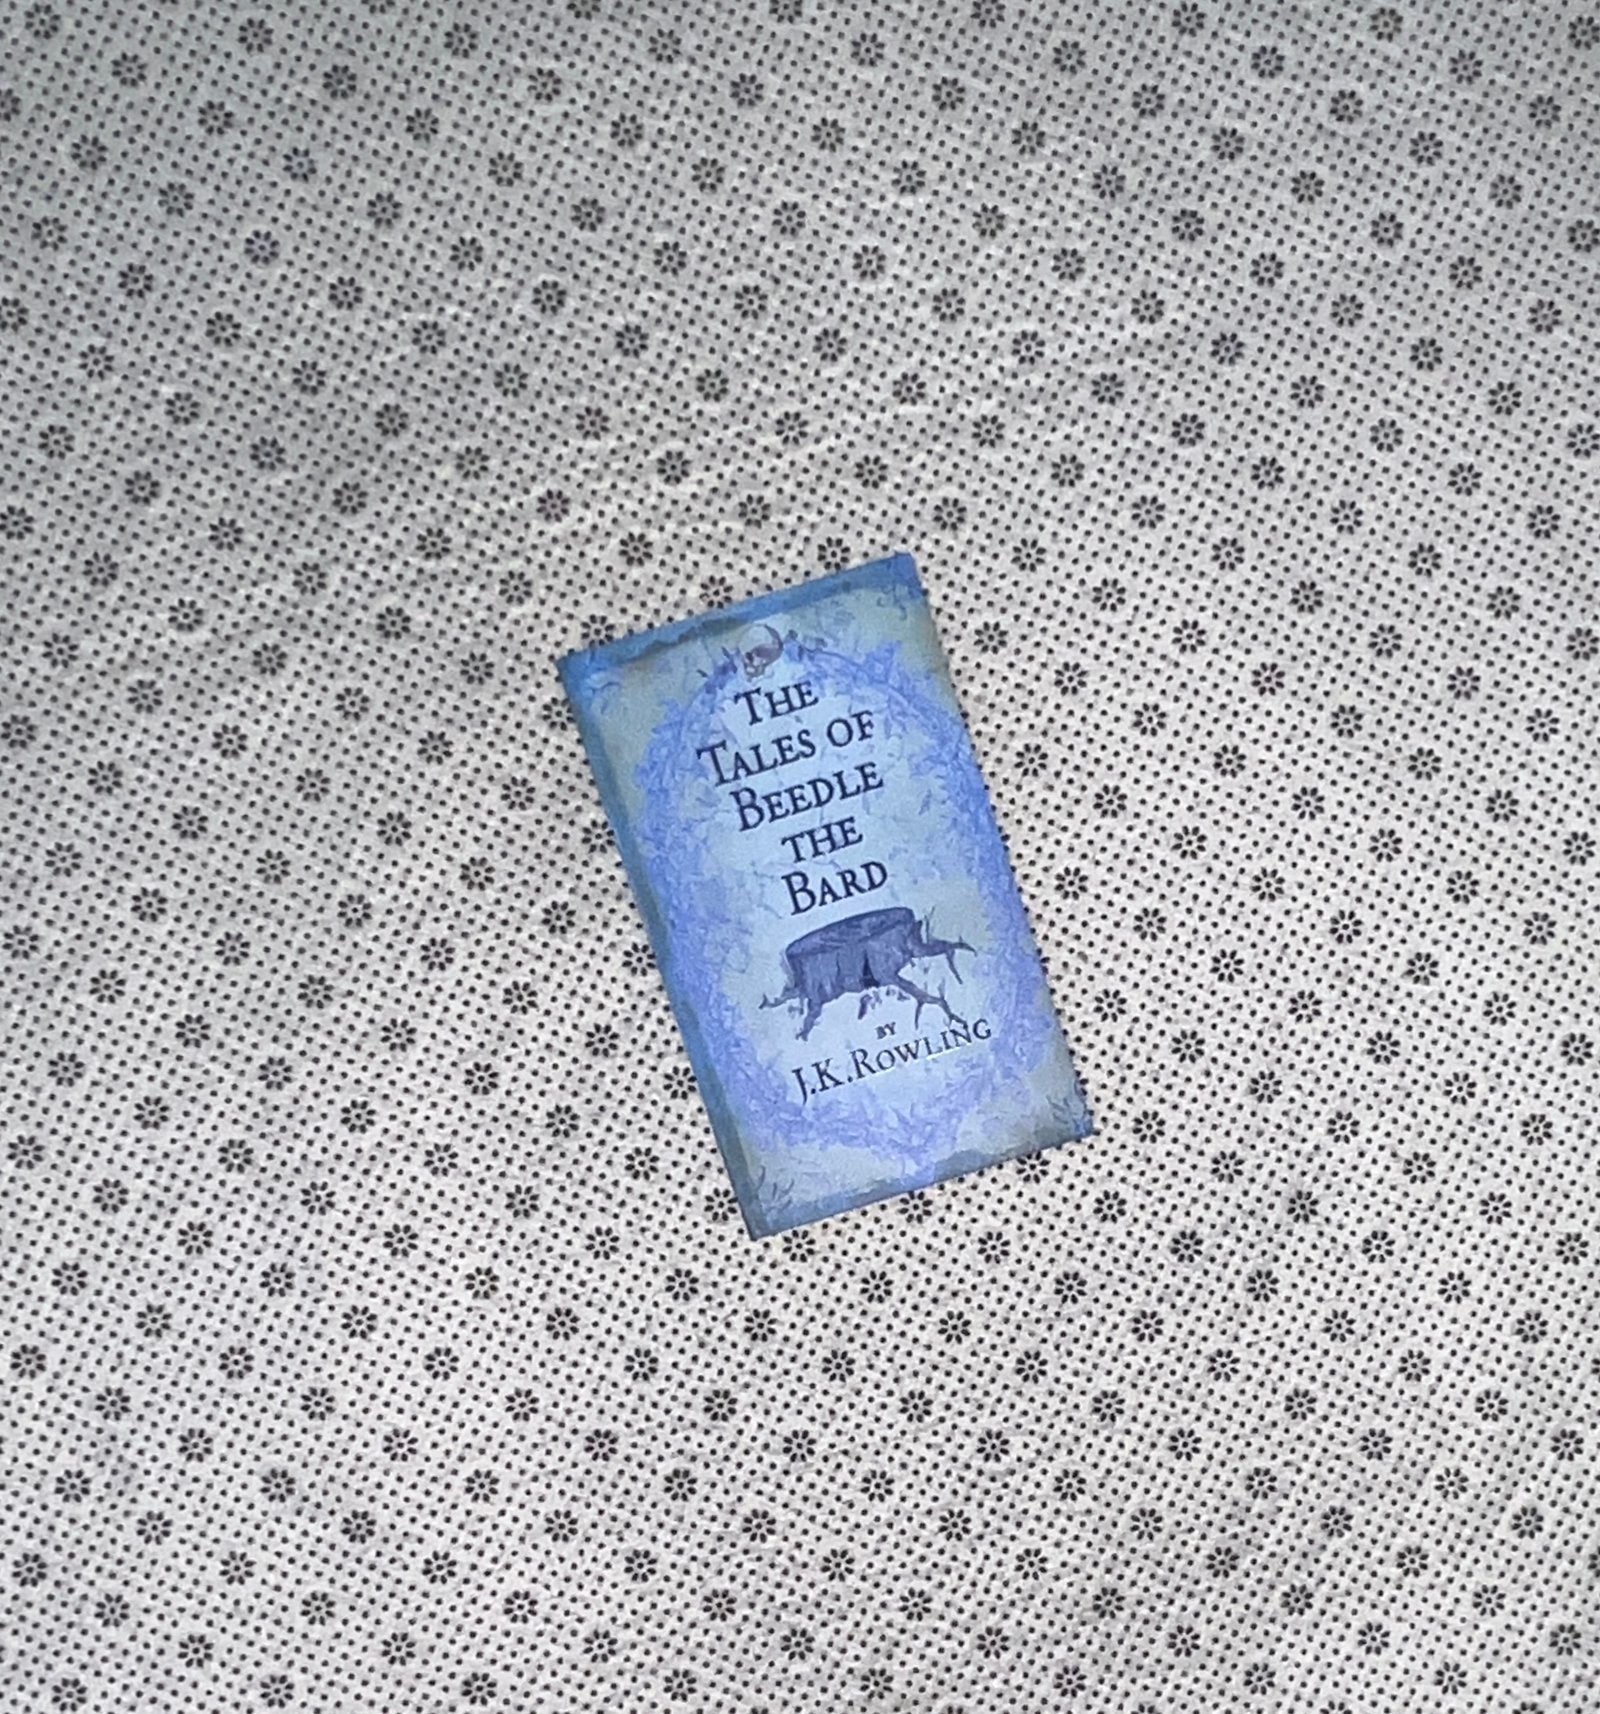 THE
TALES OF
BEEDLE
THE
BARD
BY
J.K.ROWLING